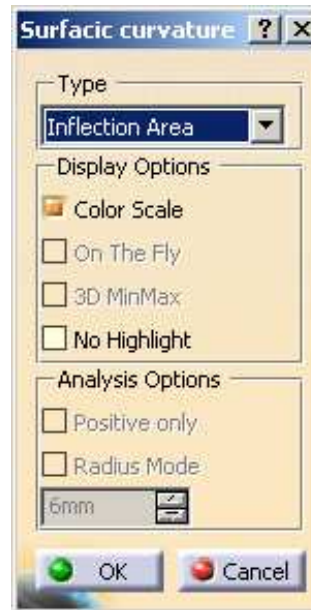 Surfacic curvature ? X
Type
Inflection Area
Display Options
Color Scale
On The Fly
3D MinMax
No Highlight
Analysis Options
Positive only
Radius Mode
6mm
OK Cancel